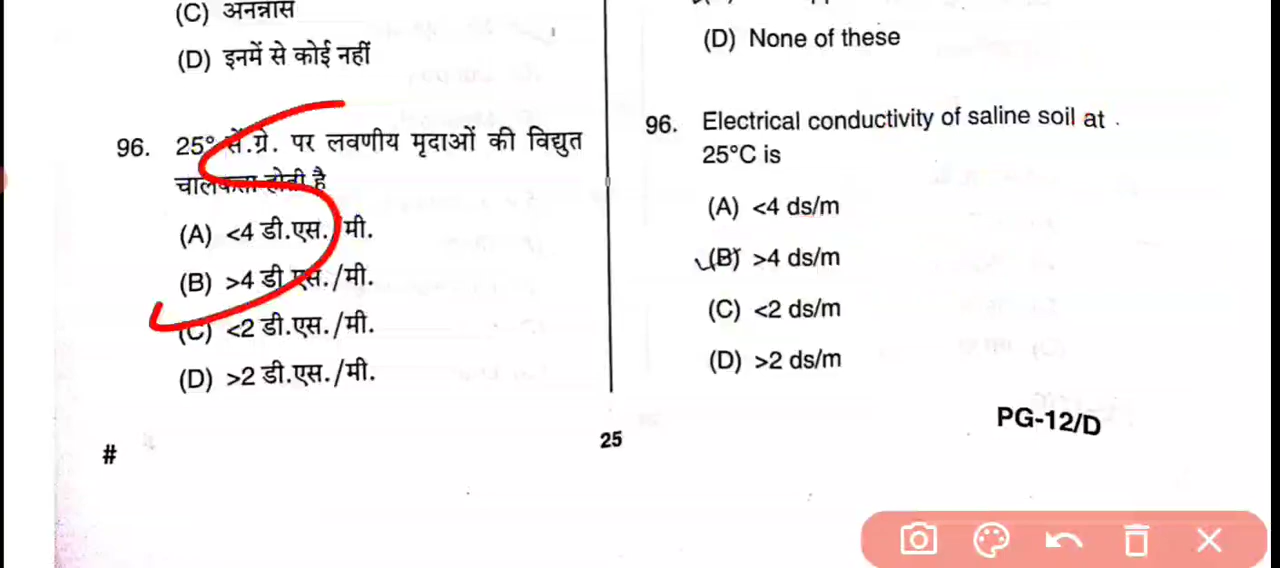 (C) अनन्नास
(D) इनमें से कोई नहीं
96. 25° सें.ग्रे. पर लवणीय मृदाओं की विद्युत
चालकता होती है
(A) <4 डी.एस./मी.
(B) >4 डी.एस./मी.
(C) <2 डी.एस./मी.
(D) >2 डी.एस./मी.
#
(D) None of these
96. Electrical conductivity of saline soil at
25°C is
(A) <4 ds/m
(B) >4 ds/m
(C) <2 ds/m
(D) >2 ds/m
25
PG-12/D